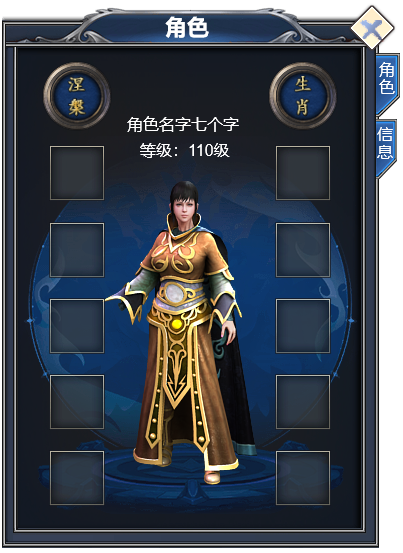 角色
涅槃
生肖
角色名字七个字
等级：110级
角色
信息